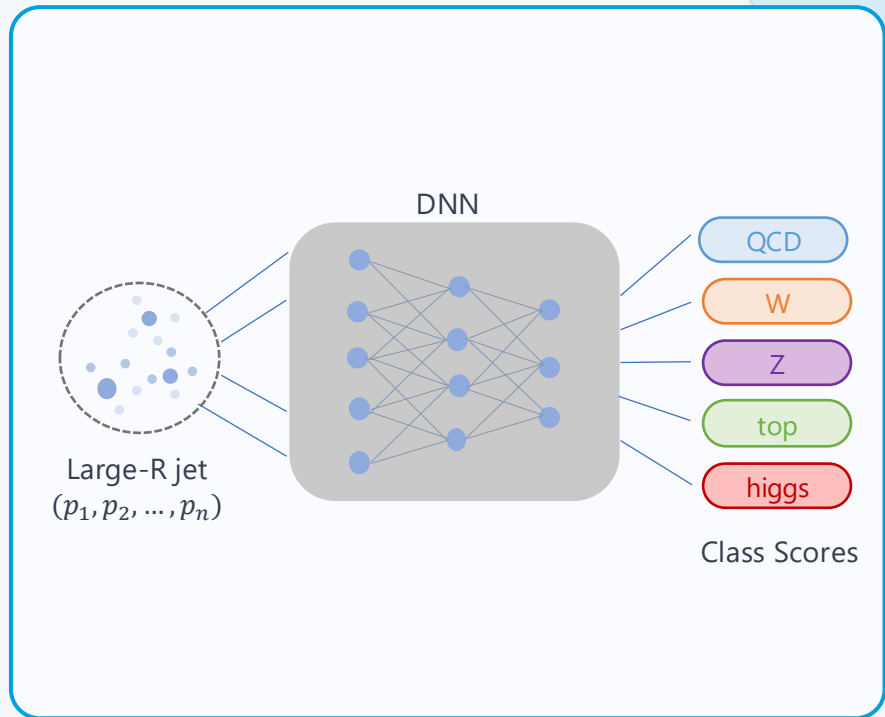 DNN
QCD
W
Z
top
higgs
Large-R jet
(𝑝₁, 𝑝₂, … , 𝑝ₙ)
Class Scores